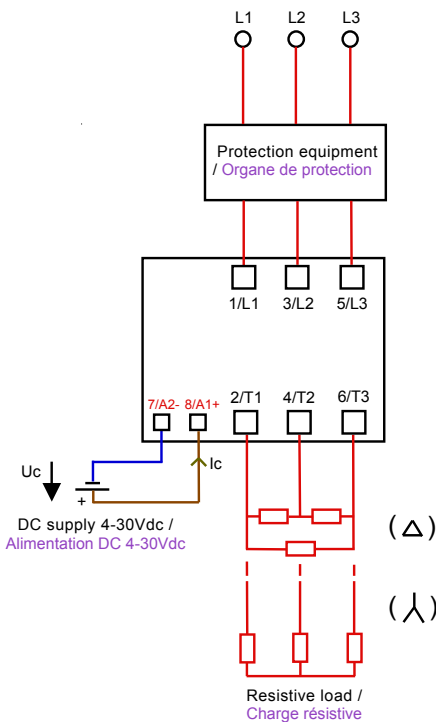 L1 L2 L3
Protection equipment
/ Organe de protection
1/L1 3/L2 5/L3
7/A2- 8/A1+ 2/T1 4/T2 6/T3
Uc
Ic
+
DC supply 4-30Vdc /
Alimentation DC 4-30Vdc
(△)
(⅄)
Resistive load /
Charge résistive